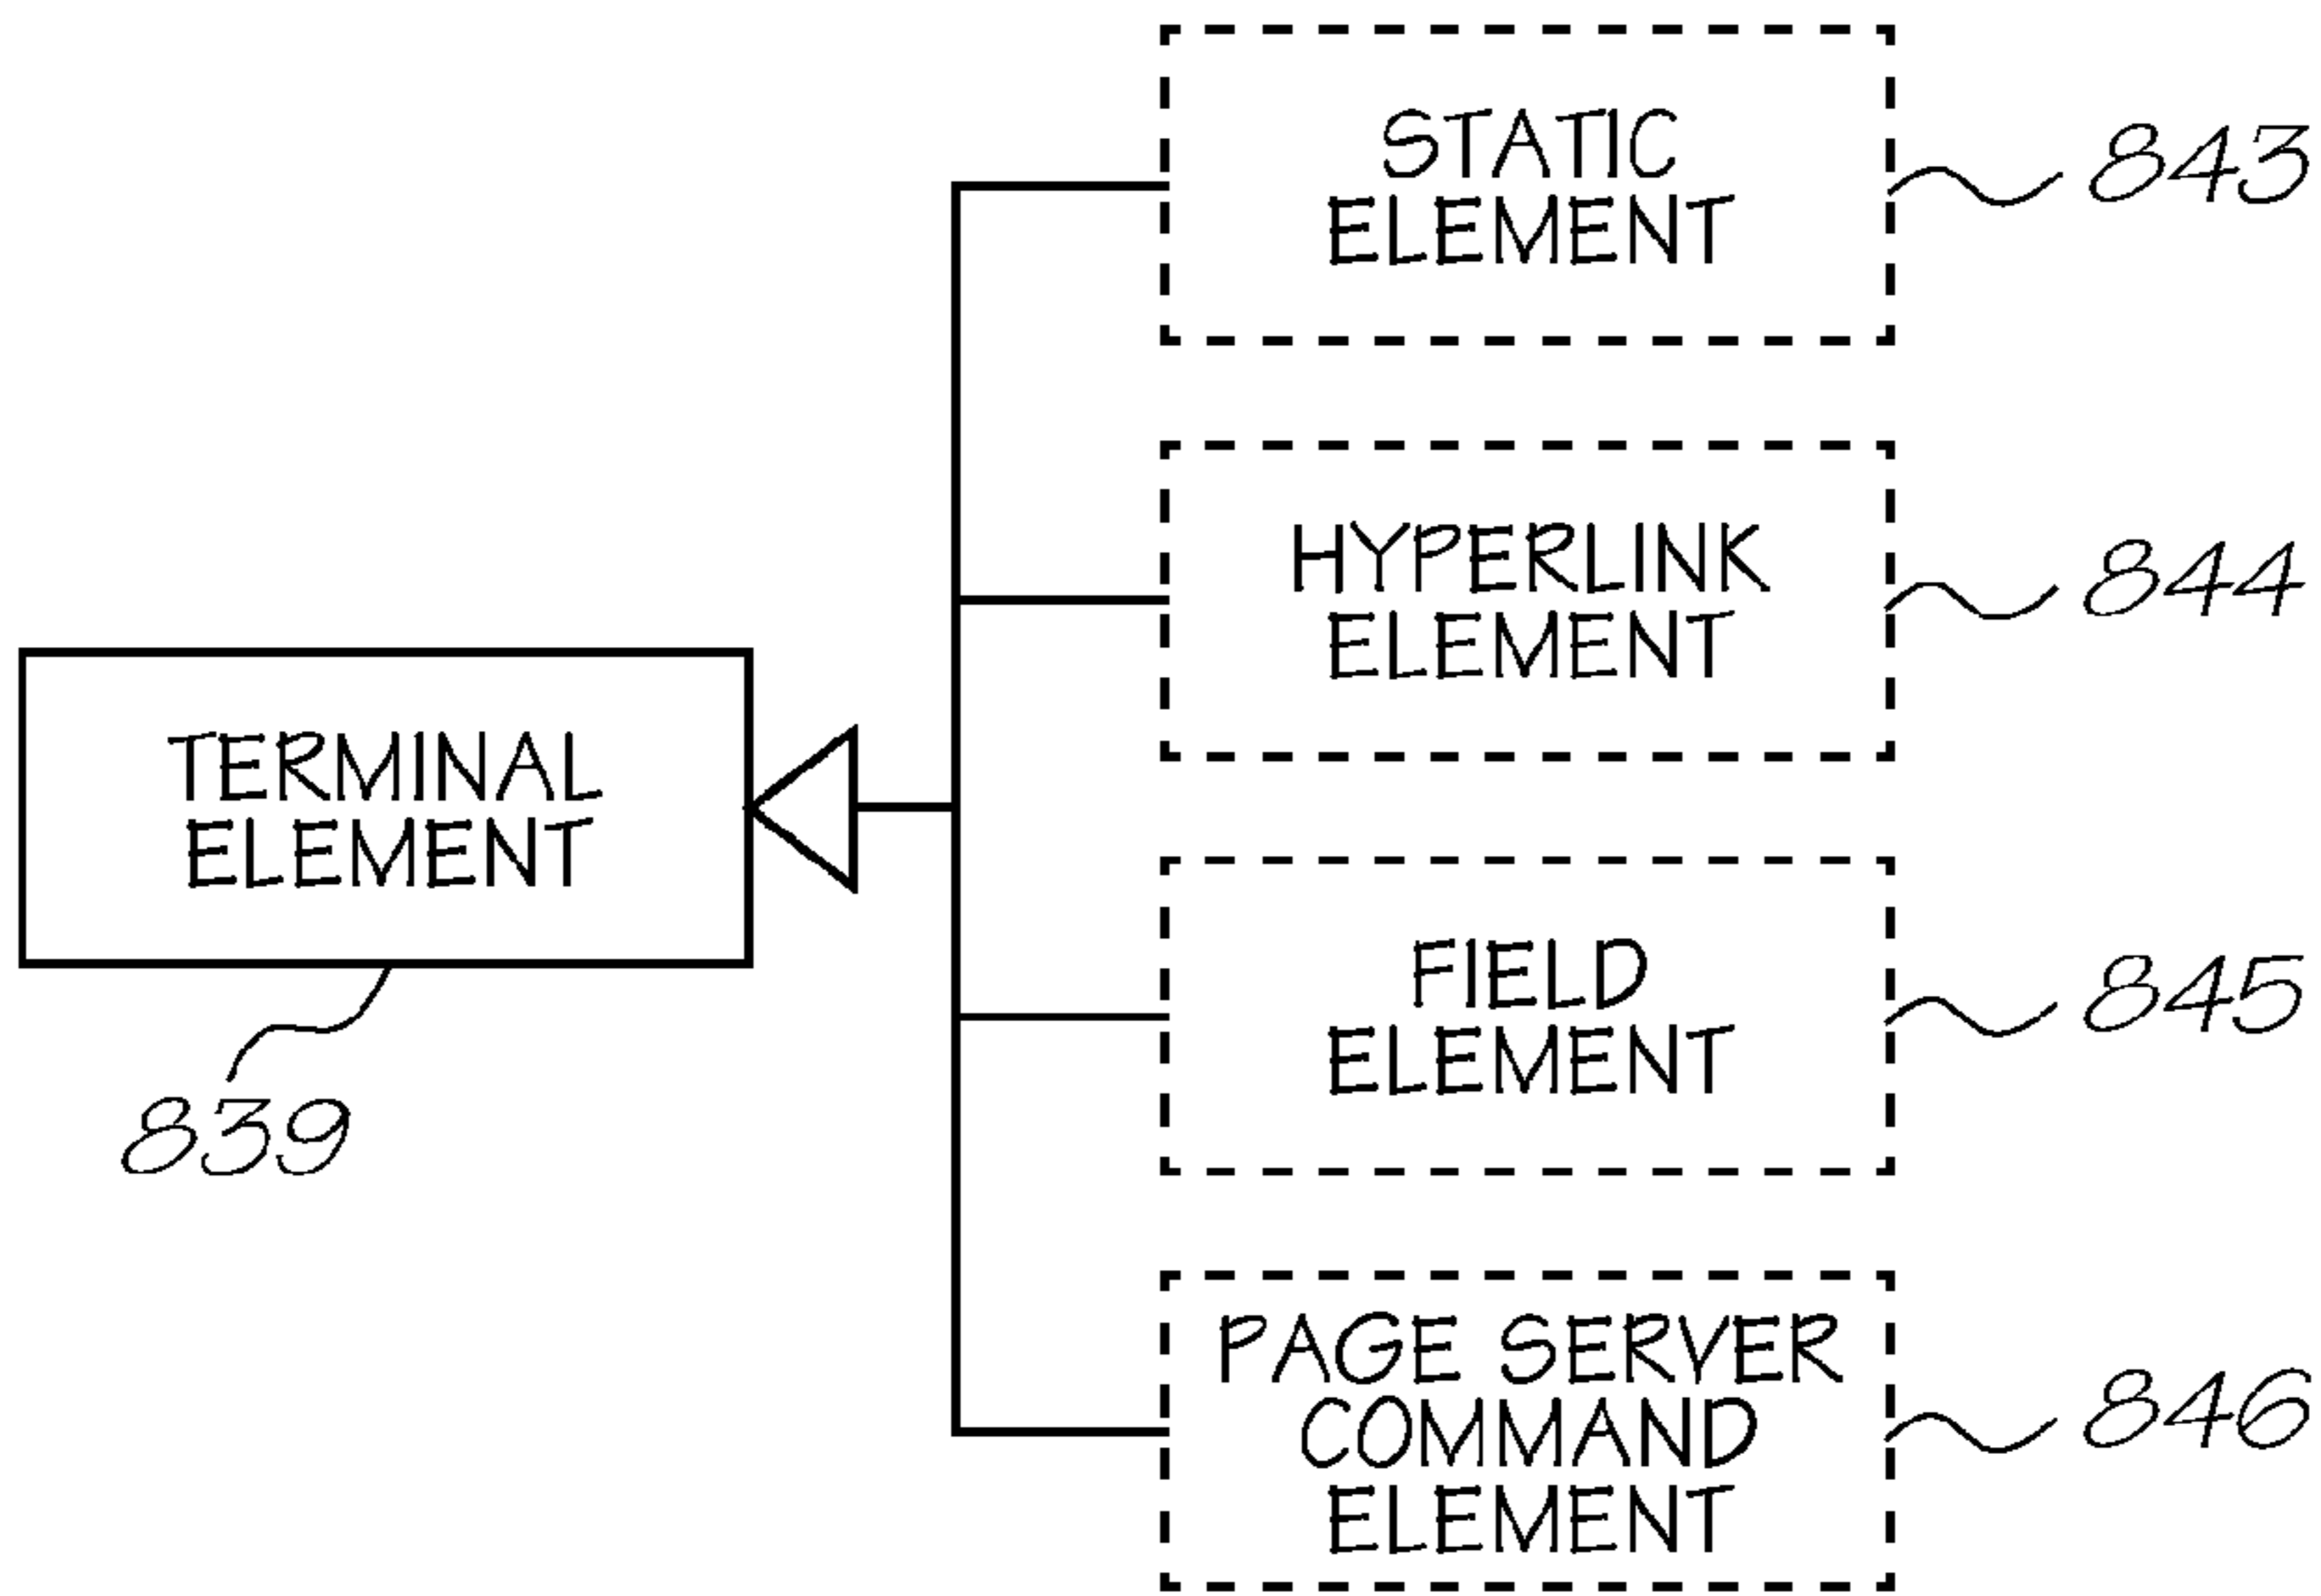 STATIC
ELEMENT
843
HYPERLINK
ELEMENT
844
TERMINAL
ELEMENT
839
FIELD
ELEMENT
845
PAGE SERVER
COMMAND
ELEMENT
846